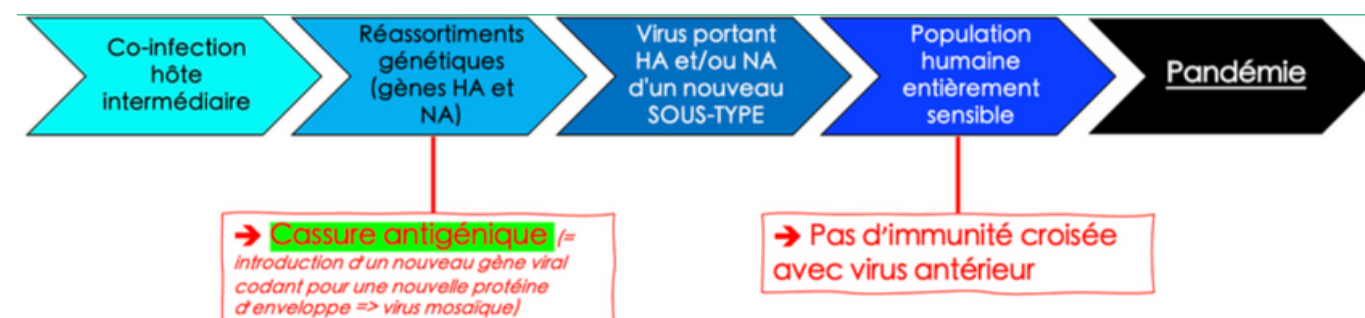 Co-infection
hôte
intermédiaire
Réassortiments
génétiques
(gènes HA et
NA)
Virus portant
HA et/ou NA
d'un nouveau
SOUS-TYPE
Population
humaine
entièrement
sensible
Pandémie
➔ Cassure antigénique (=
introduction d'un nouveau gène viral
codant pour une nouvelle protéine
d'enveloppe => virus mosaïque)
➔ Pas d'immunité croisée
avec virus antérieur